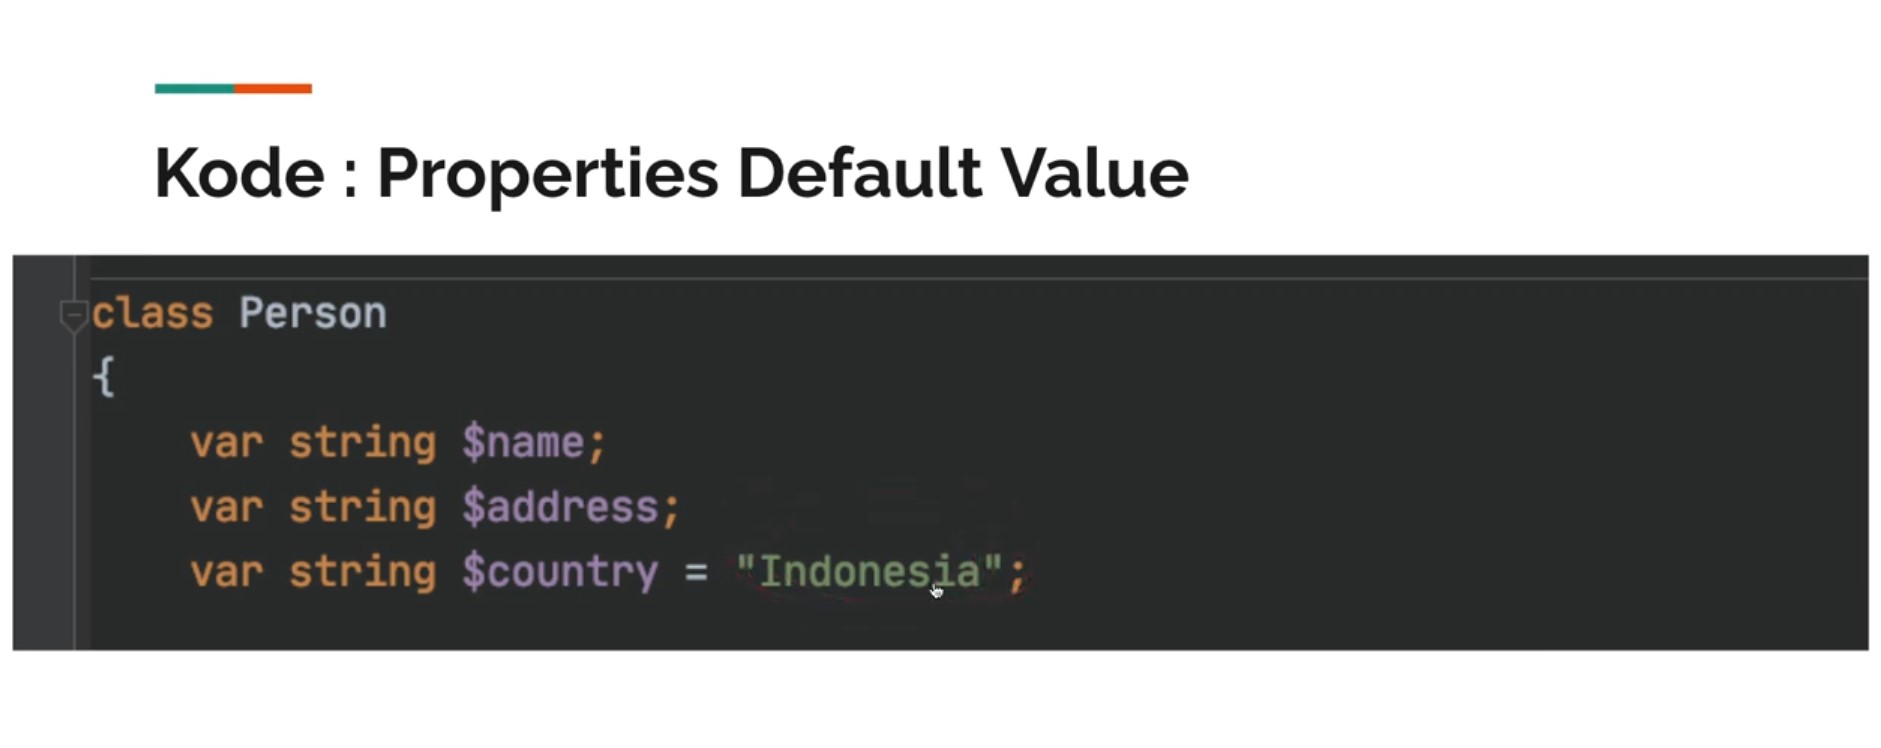 Kode : Properties Default Value
class Person
{
var string $name;
var string $address;
var string $country = "Indonesia";